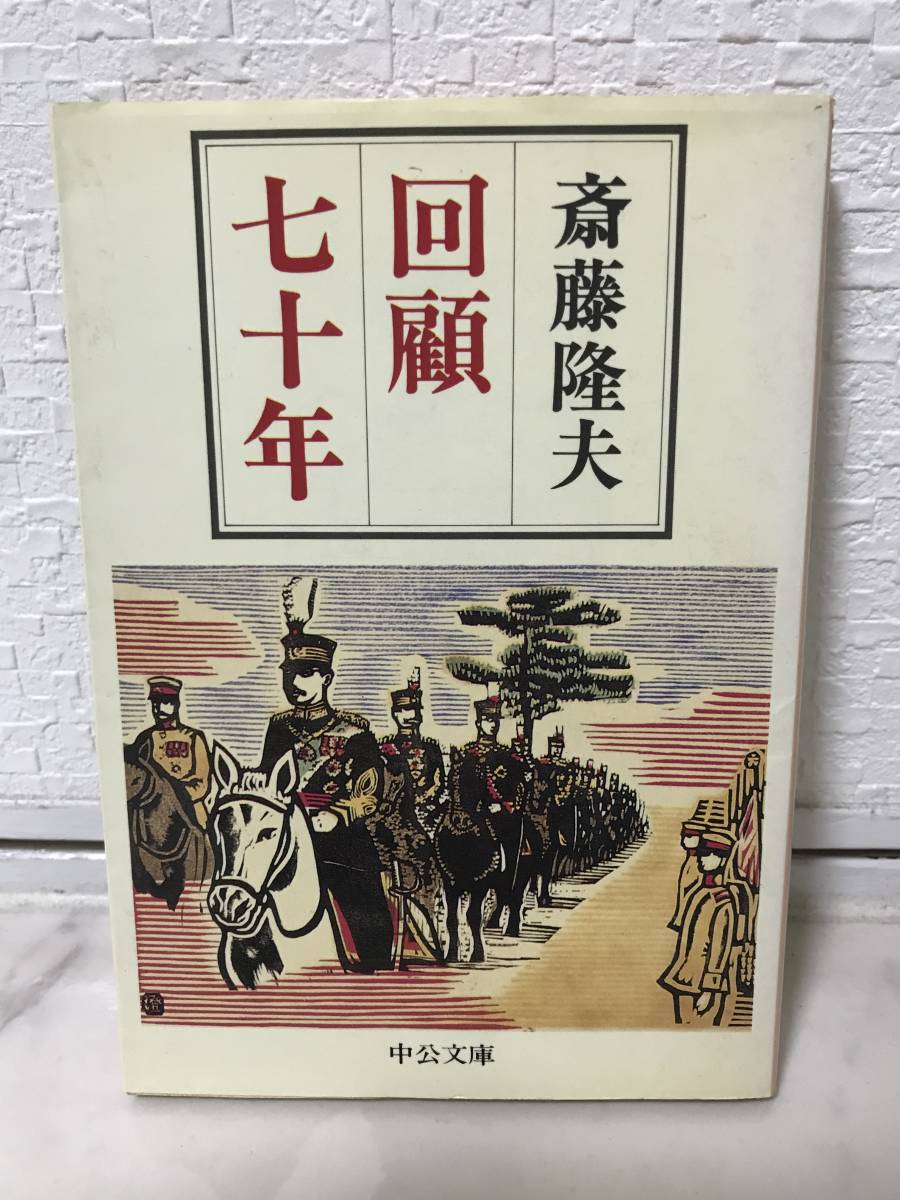 斎藤隆夫
回顧
七十年
中公文庫